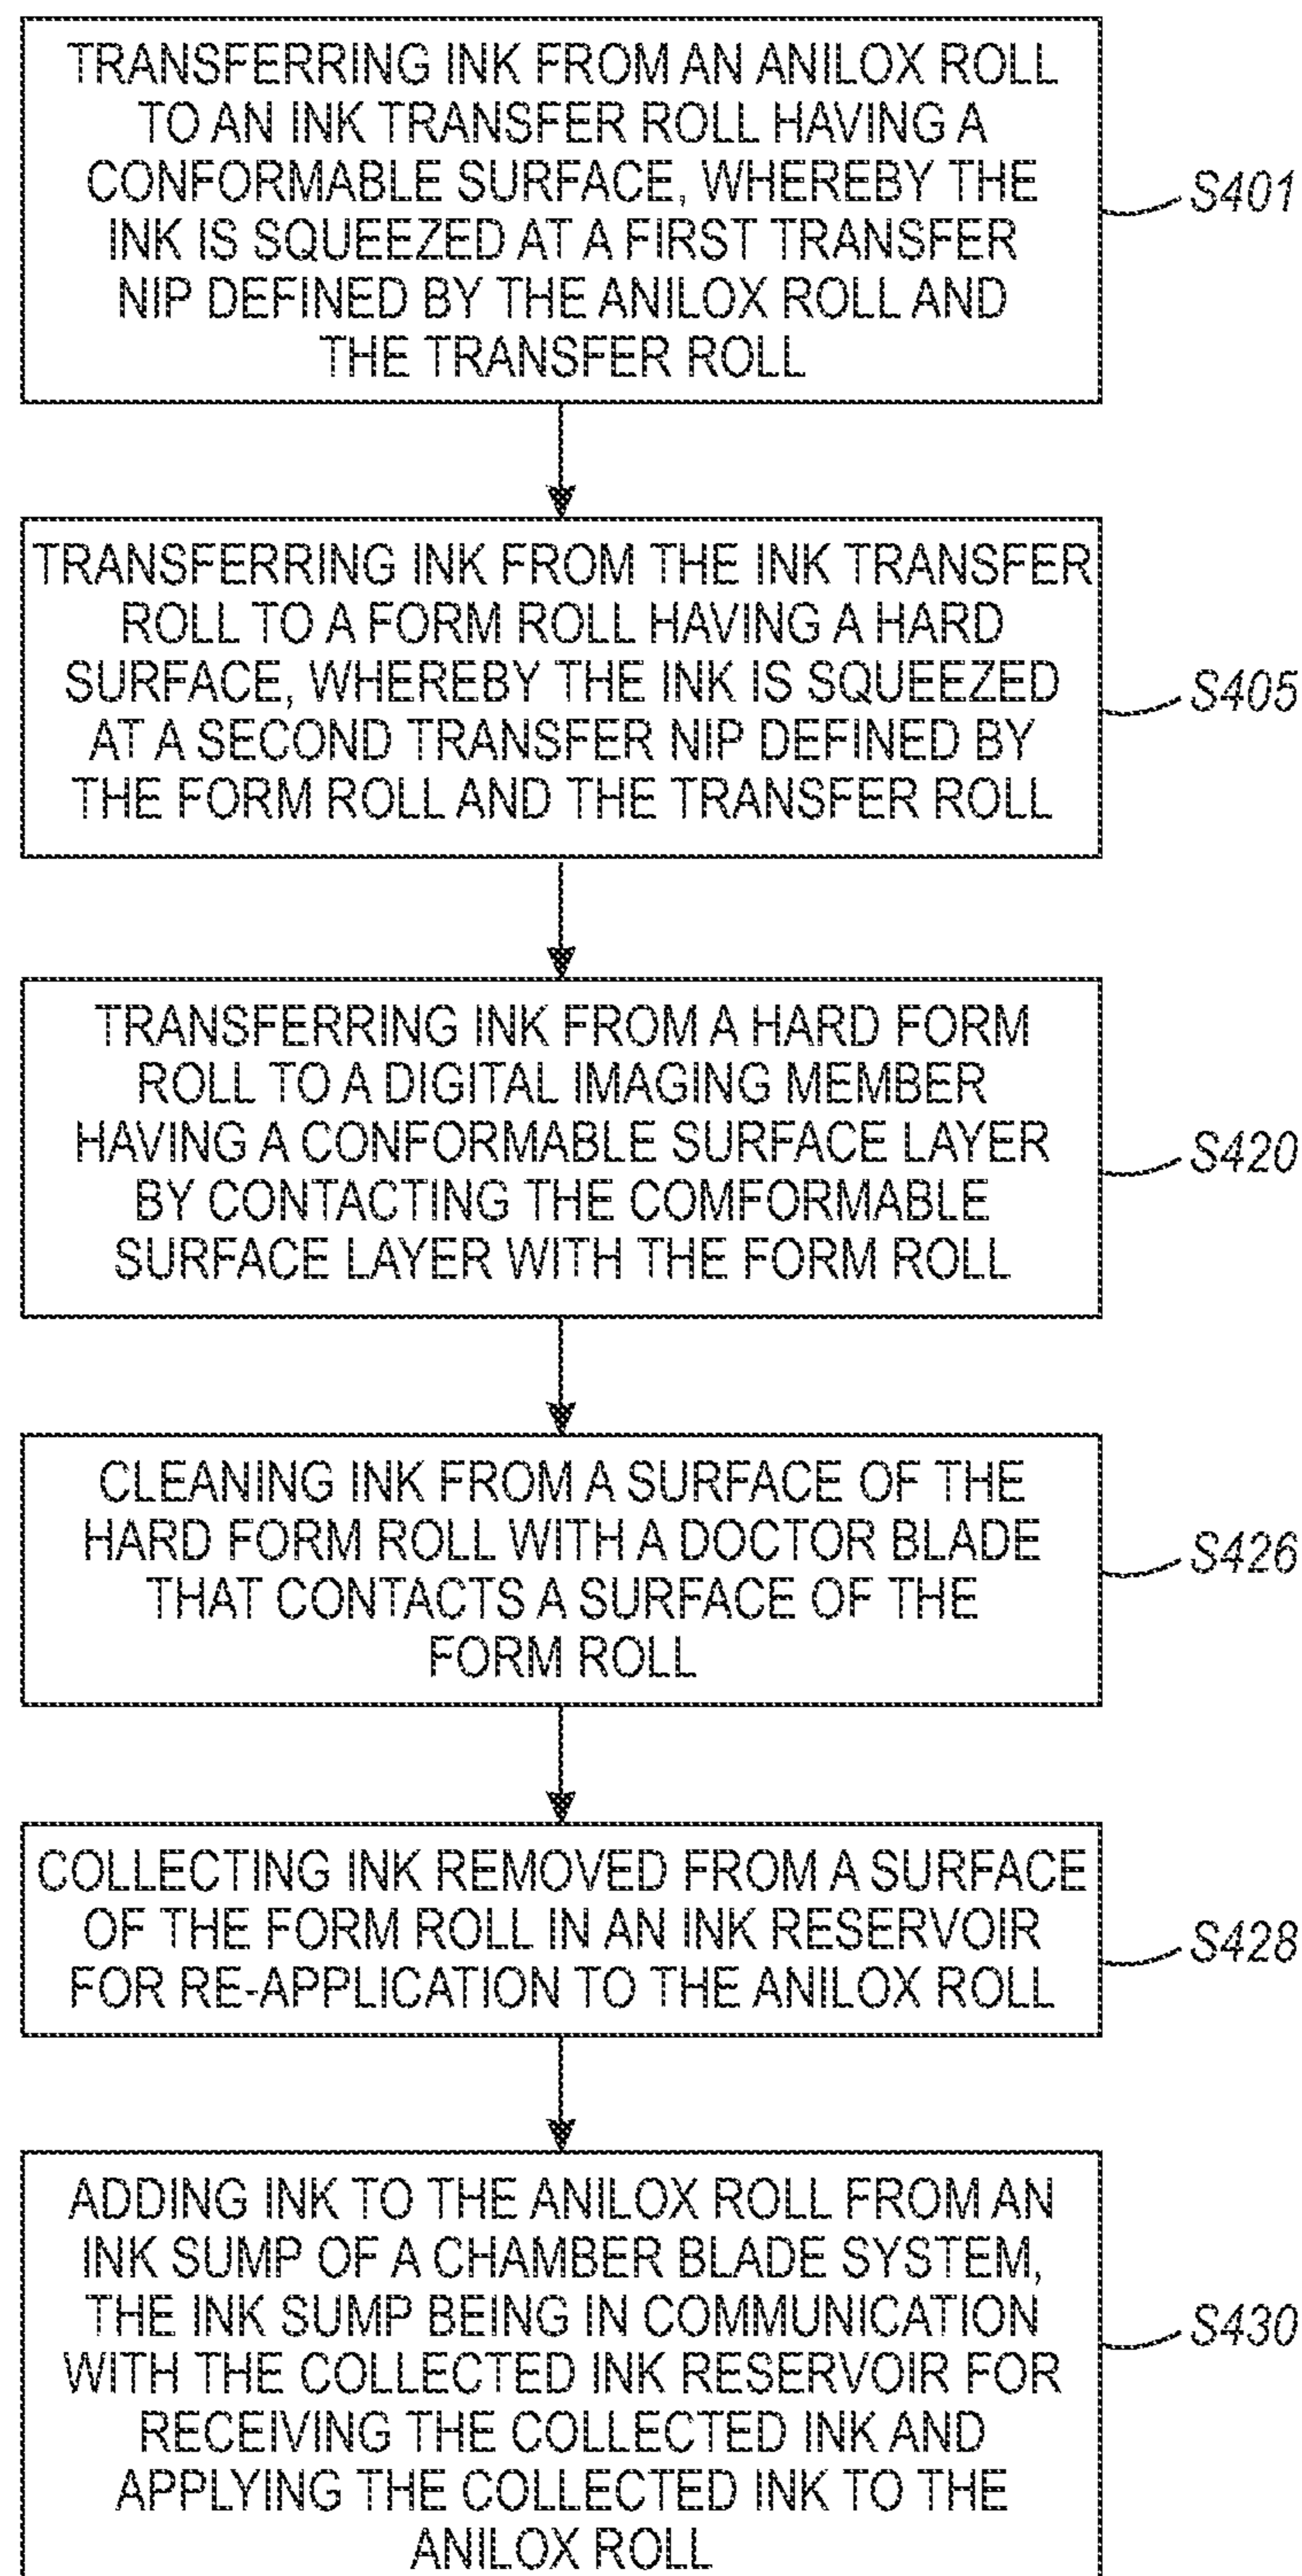 TRANSFERRING INK FROM AN ANILOX ROLL
TO AN INK TRANSFER ROLL HAVING A
CONFORMABLE SURFACE, WHEREBY THE
INK IS SQUEEZED AT A FIRST TRANSFER
NIP DEFINED BY THE ANILOX ROLL AND
THE TRANSFER ROLL
S401
TRANSFERRING INK FROM THE INK TRANSFER
ROLL TO A FORM ROLL HAVING A HARD
SURFACE, WHEREBY THE INK IS SQUEEZED
AT A SECOND TRANSFER NIP DEFINED BY
THE FORM ROLL AND THE TRANSFER ROLL
S405
TRANSFERRING INK FROM A HARD FORM
ROLL TO A DIGITAL IMAGING MEMBER
HAVING A CONFORMABLE SURFACE LAYER
BY CONTACTING THE COMFORMABLE
SURFACE LAYER WITH THE FORM ROLL
S420
CLEANING INK FROM A SURFACE OF THE
HARD FORM ROLL WITH A DOCTOR BLADE
THAT CONTACTS A SURFACE OF THE
FORM ROLL
S426
COLLECTING INK REMOVED FROM A SURFACE
OF THE FORM ROLL IN AN INK RESERVOIR
FOR RE-APPLICATION TO THE ANILOX ROLL
S428
ADDING INK TO THE ANILOX ROLL FROM AN
INK SUMP OF A CHAMBER BLADE SYSTEM,
THE INK SUMP BEING IN COMMUNICATION
WITH THE COLLECTED INK RESERVOIR FOR
RECEIVING THE COLLECTED INK AND
APPLYING THE COLLECTED INK TO THE
ANILOX ROLL
S430